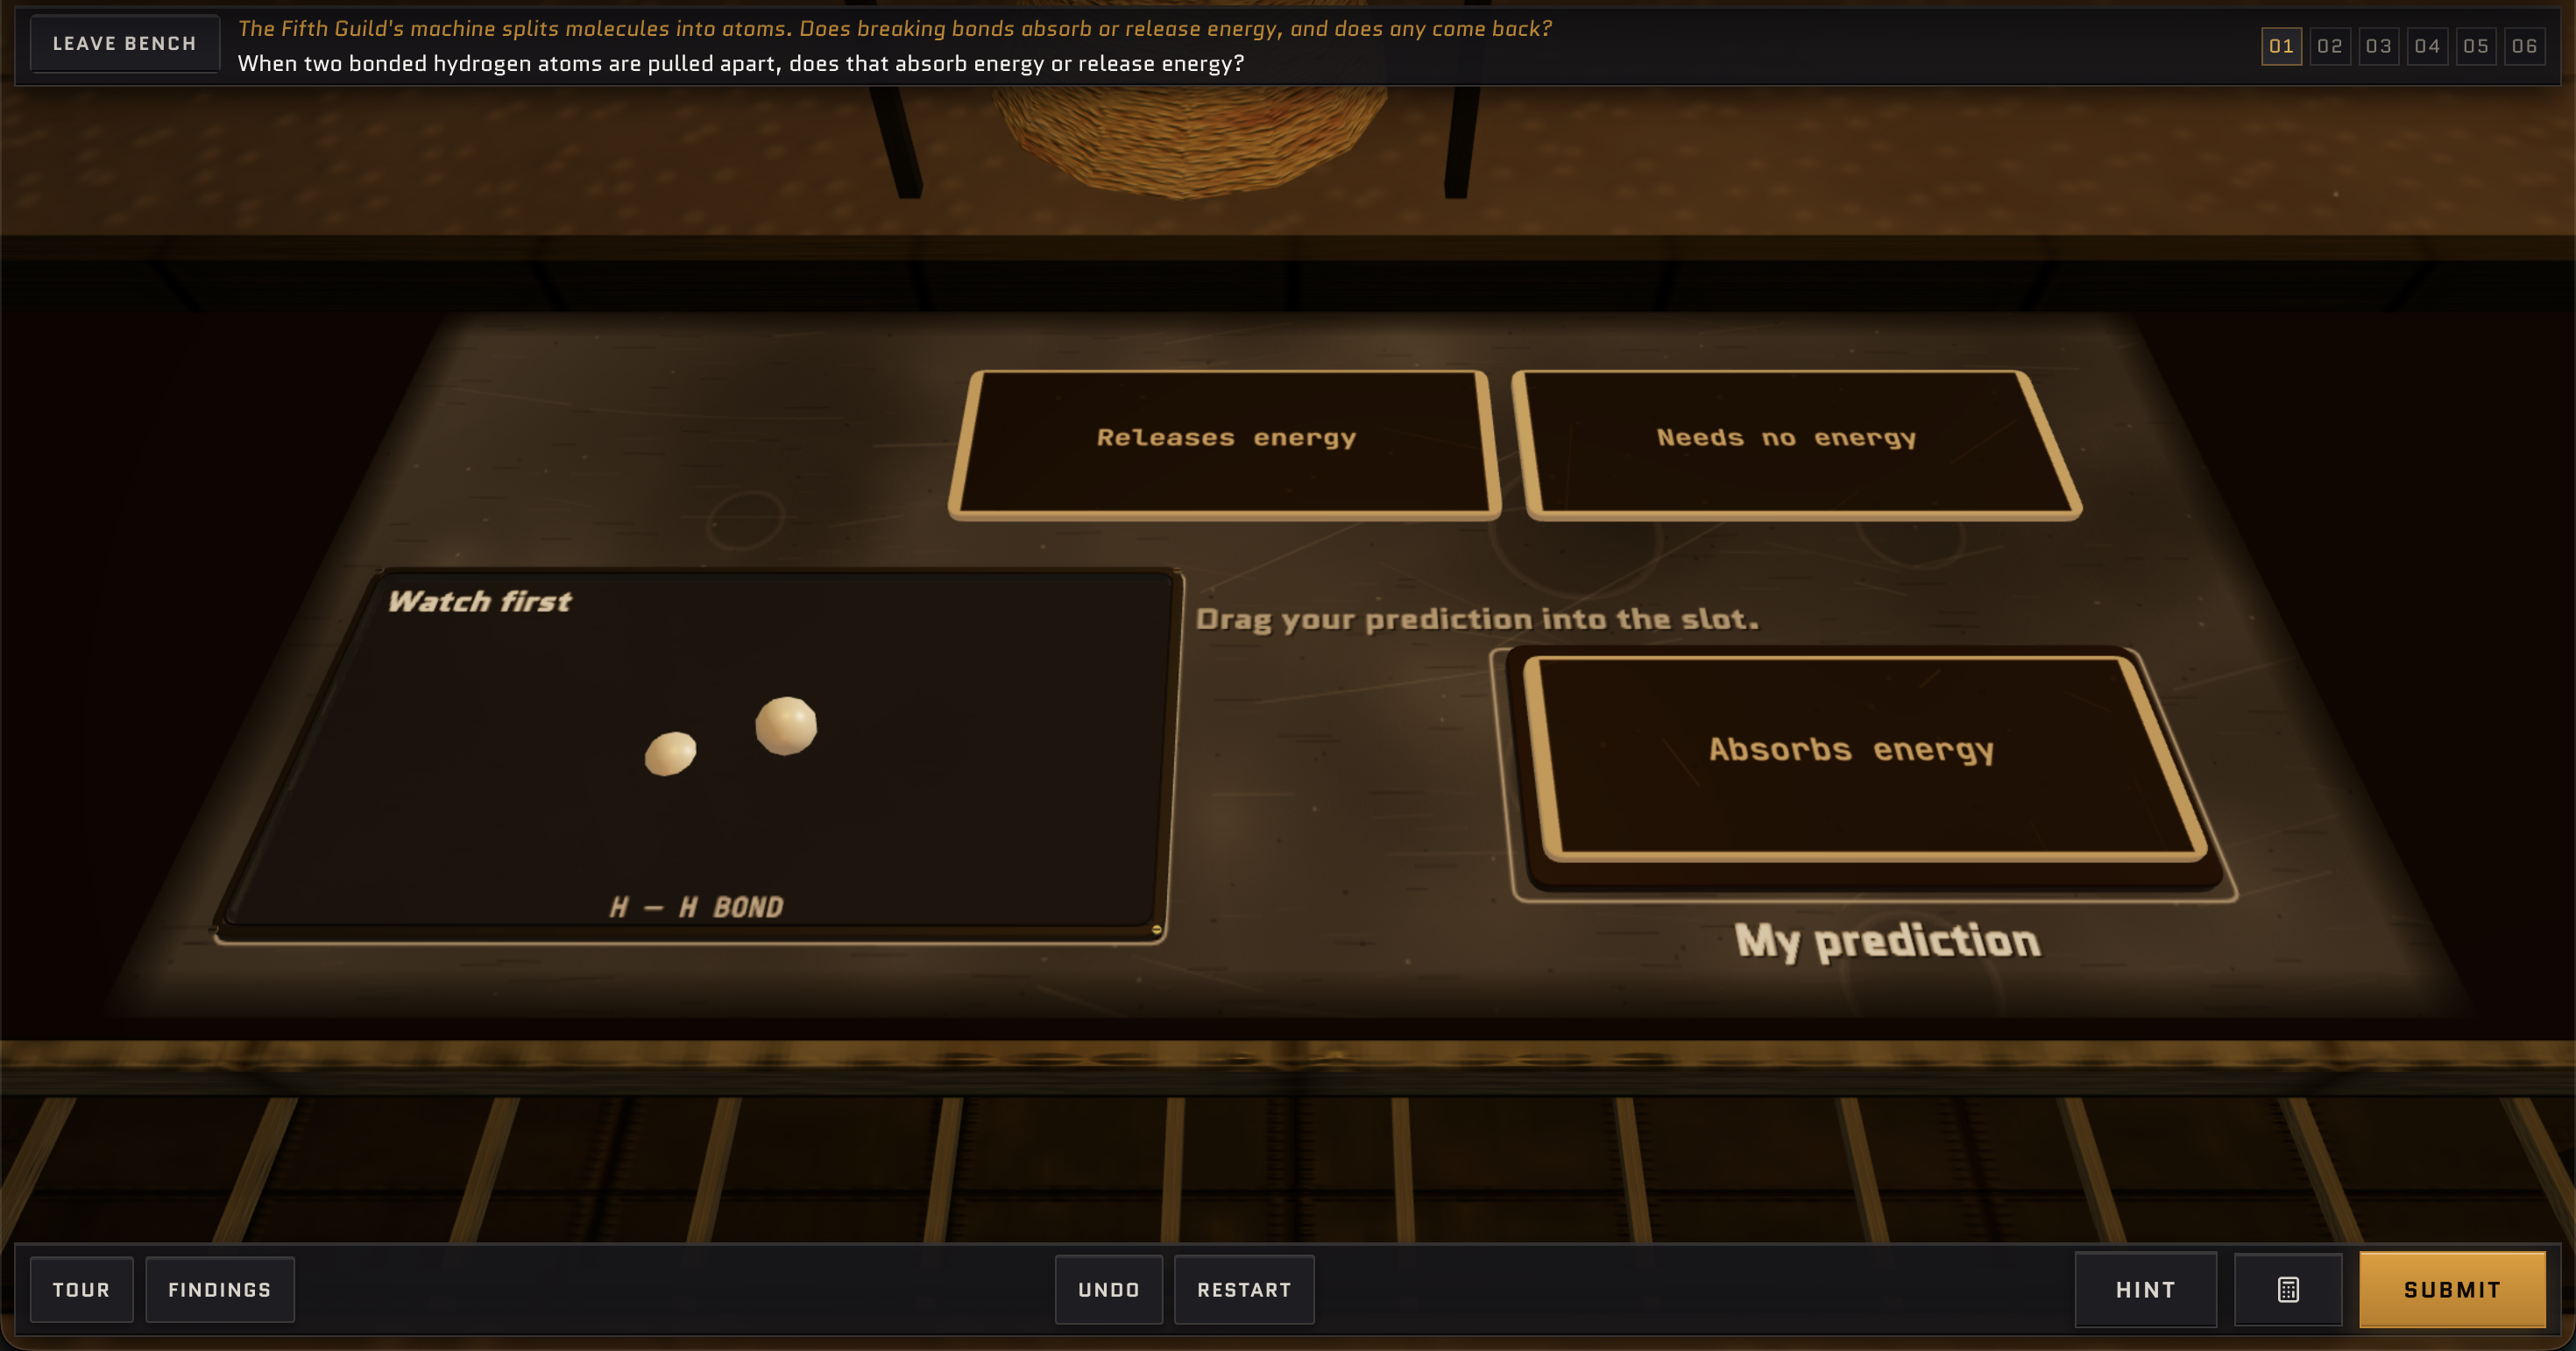 LEAVE BENCH
The Fifth Guild's machine splits molecules into atoms. Does breaking bonds absorb or release energy, and does any come back?
When two bonded hydrogen atoms are pulled apart, does that absorb energy or release energy?
01 02 03 04 05 06
Releases energy
Needs no energy
Watch first
Drag your prediction into the slot.
Absorbs energy
H – H BOND
My prediction
TOUR
FINDINGS
UNDO
RESTART
HINT
SUBMIT